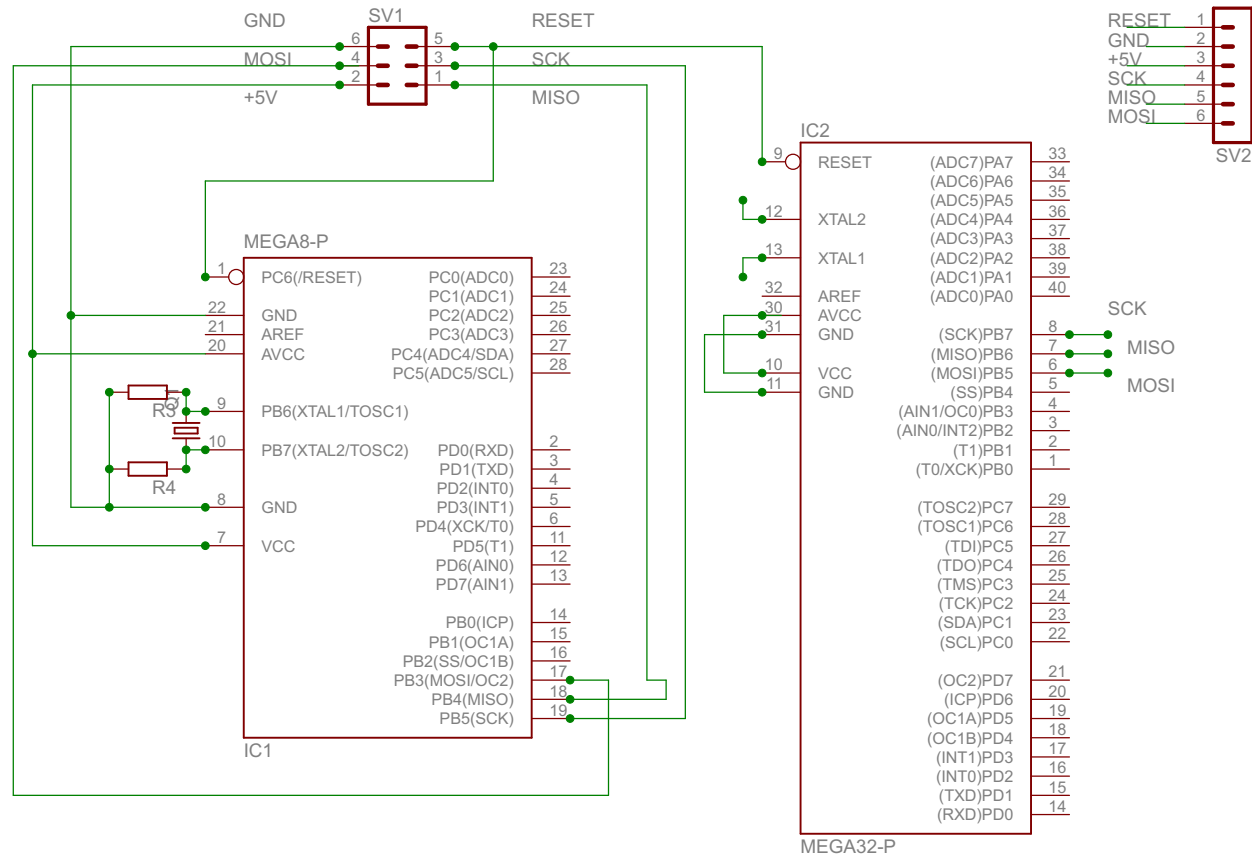 SV1
GND
RESET
6
5
MOSI
4
3
SCK
2
1
+5V
MISO
RESET
1
GND
2
+5V
3
SCK
4
MISO
5
MOSI
6
SV2
MEGA8-P
1
PC6(/RESET)
22
GND
21
AREF
20
AVCC
9
PB6(XTAL1/TOSC1)
10
PB7(XTAL2/TOSC2)
8
GND
7
VCC
R3
R4
PC0(ADC0)
23
PC1(ADC1)
24
PC2(ADC2)
25
PC3(ADC3)
26
PC4(ADC4/SDA)
27
PC5(ADC5/SCL)
28
PD0(RXD)
2
PD1(TXD)
3
PD2(INT0)
4
PD3(INT1)
5
PD4(XCK/T0)
6
PD5(T1)
11
PD6(AIN0)
12
PD7(AIN1)
13
PB0(ICP)
14
PB1(OC1A)
15
PB2(SS/OC1B)
16
PB3(MOSI/OC2)
17
PB4(MISO)
18
PB5(SCK)
19
IC1
IC2
9
RESET
12
XTAL2
13
XTAL1
32
AREF
30
AVCC
31
GND
10
VCC
11
GND
(ADC7)PA7
33
(ADC6)PA6
34
(ADC5)PA5
35
(ADC4)PA4
36
(ADC3)PA3
37
(ADC2)PA2
38
(ADC1)PA1
39
(ADC0)PA0
40
(SCK)PB7
8
SCK
(MISO)PB6
7
MISO
(MOSI)PB5
6
MOSI
(SS)PB4
5
(AIN1/OC0)PB3
4
(AIN0/INT2)PB2
3
(T1)PB1
2
(T0/XCK)PB0
1
(TOSC2)PC7
29
(TOSC1)PC6
28
(TDI)PC5
27
(TDO)PC4
26
(TMS)PC3
25
(TCK)PC2
24
(SDA)PC1
23
(SCL)PC0
22
(OC2)PD7
21
(ICP)PD6
20
(OC1A)PD5
19
(OC1B)PD4
18
(INT1)PD3
17
(INT0)PD2
16
(TXD)PD1
15
(RXD)PD0
14
MEGA32-P